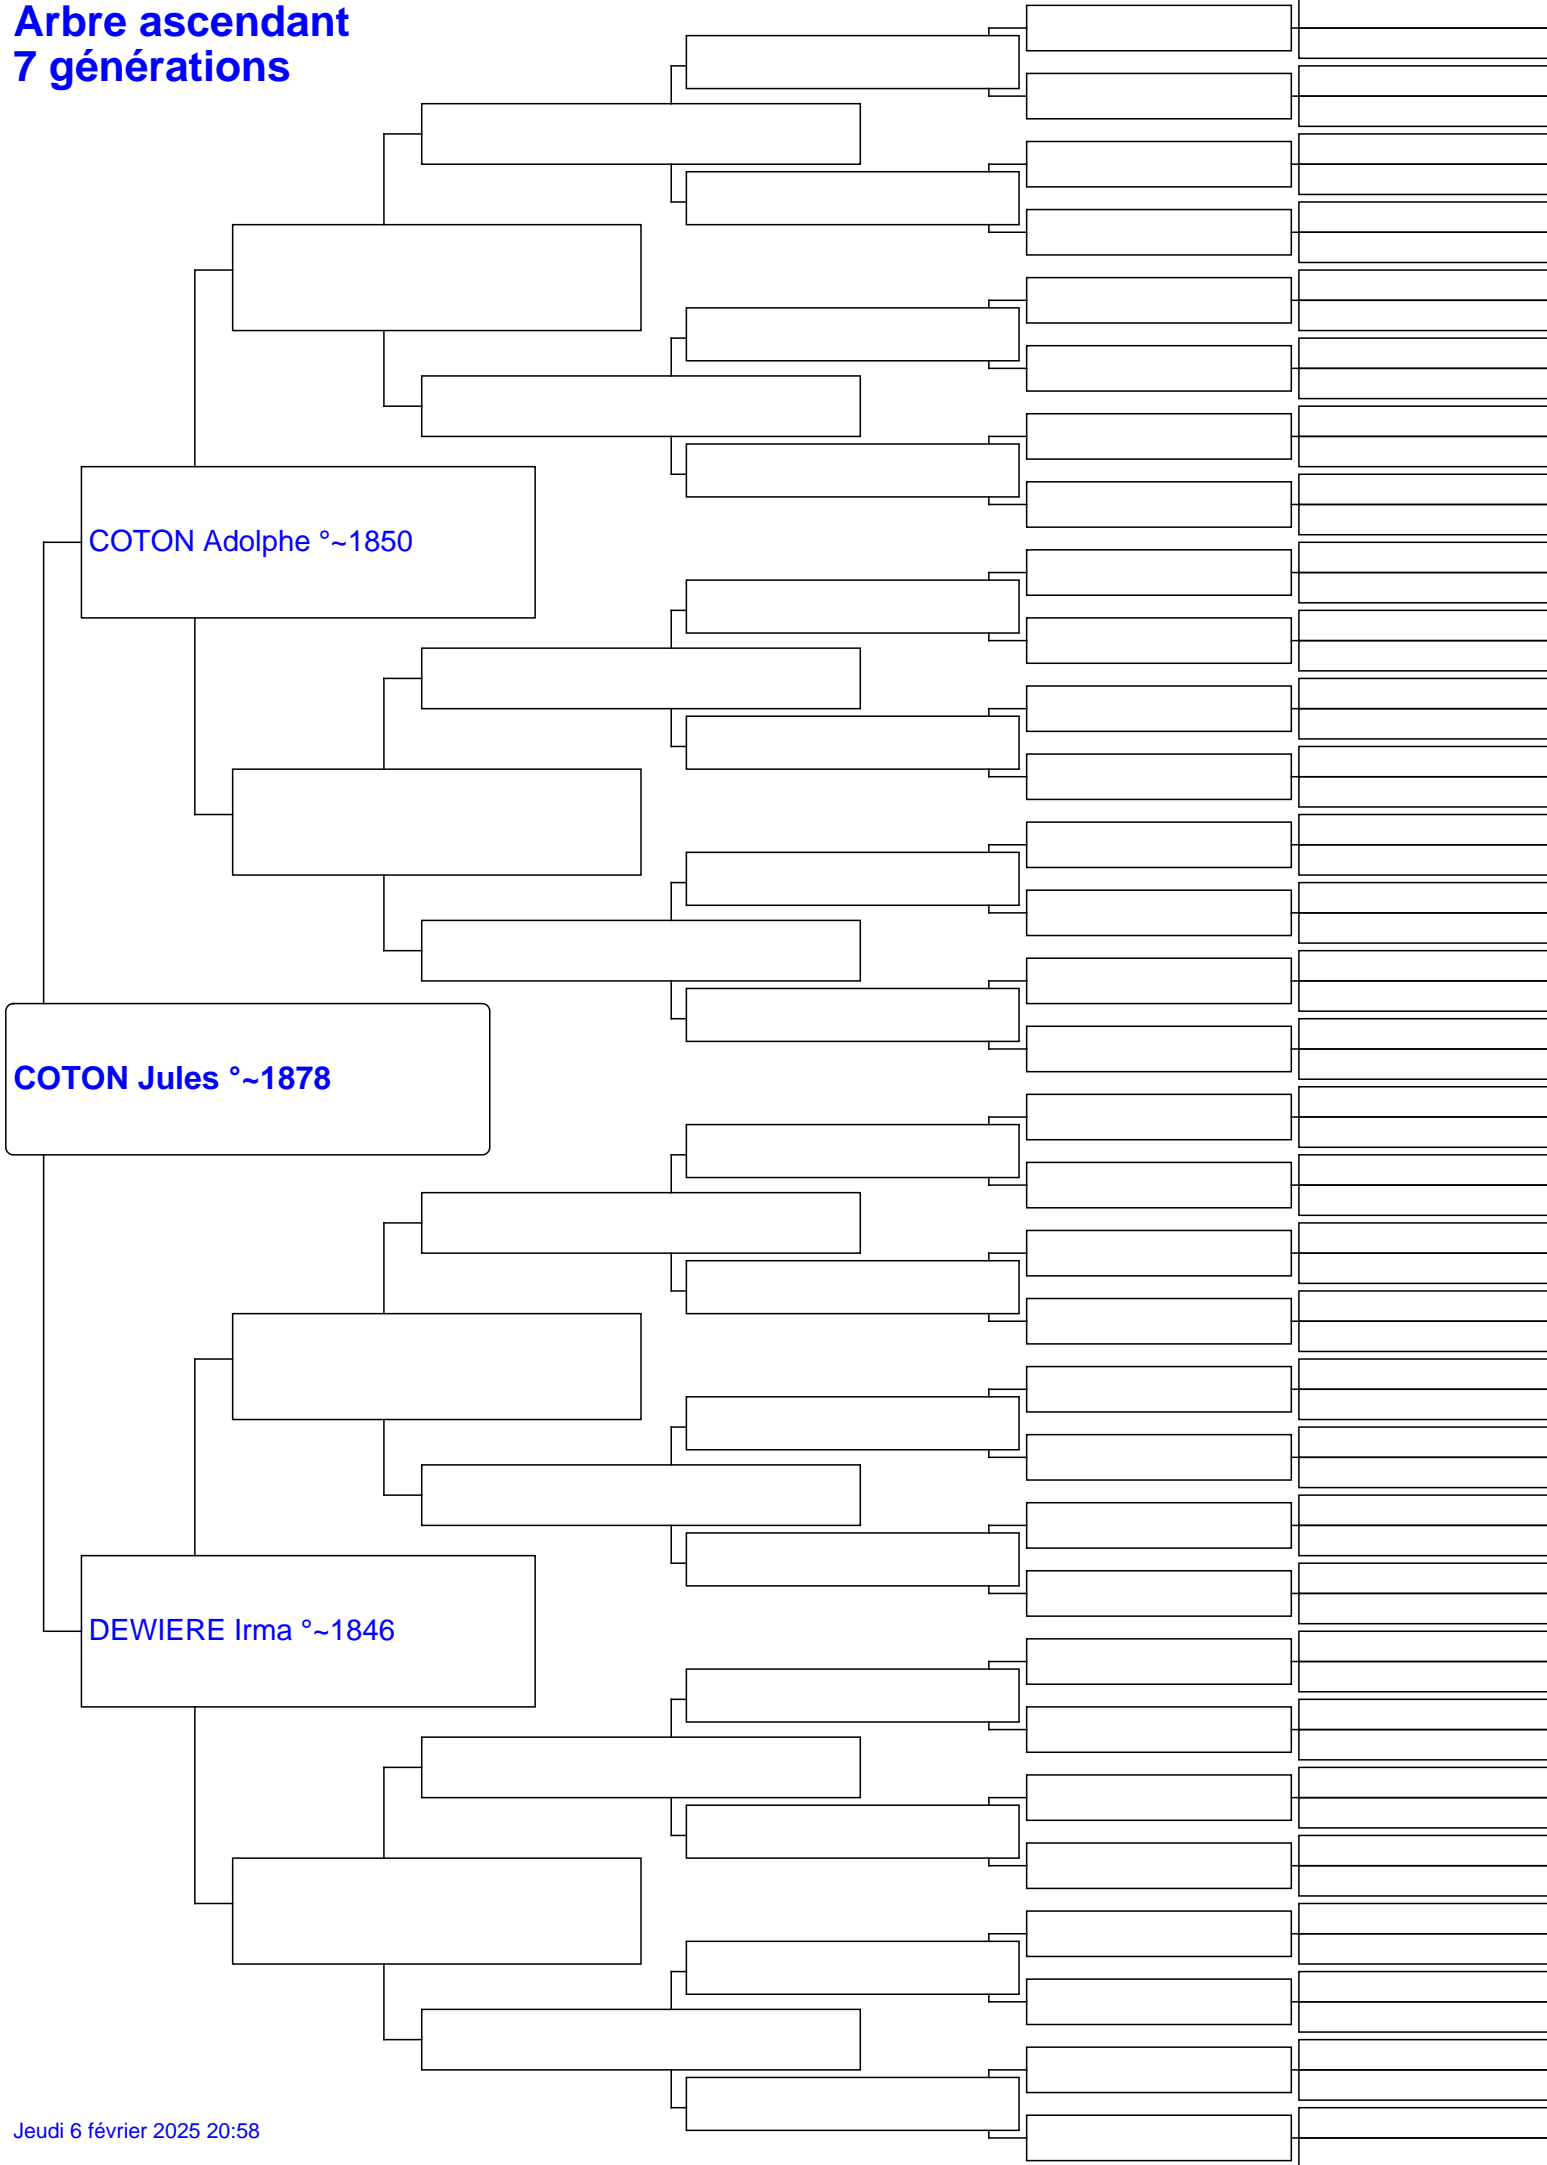 Arbre ascendant
7 générations
COTON Adolphe °~1850
COTON Jules °~1878
DEWIERE Irma °~1846
Jeudi 6 février 2025 20:58